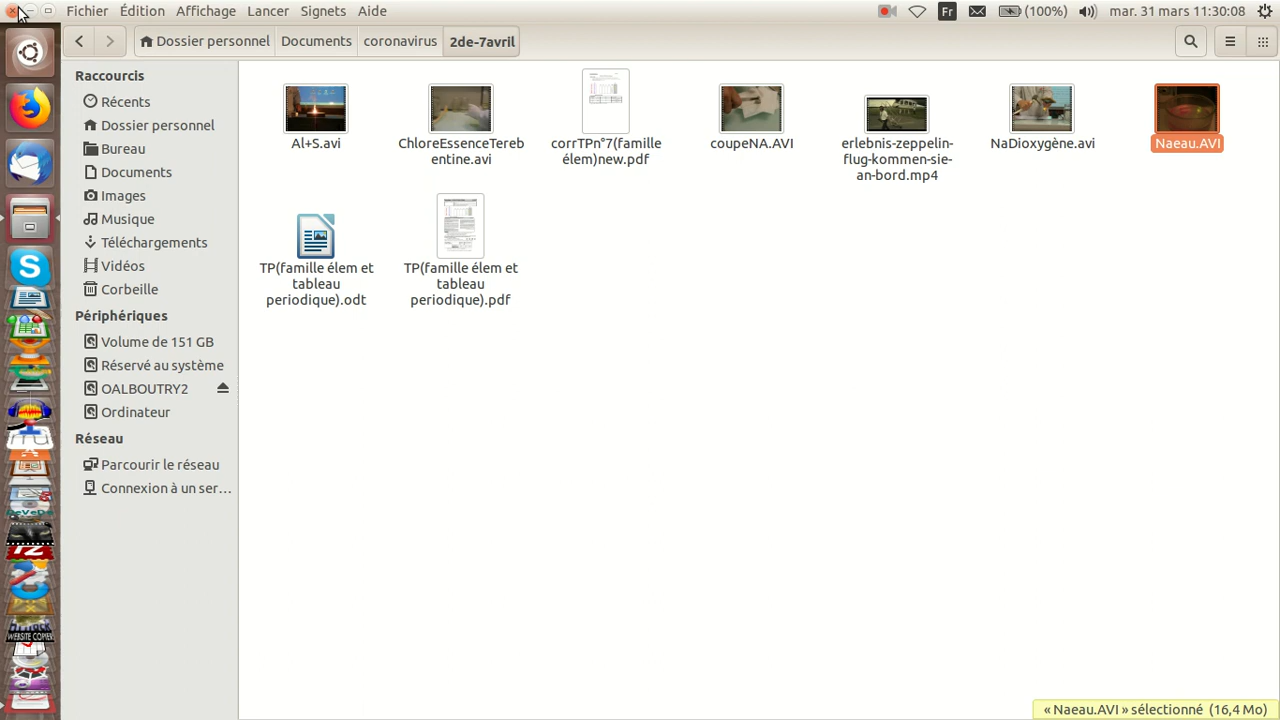 Fichier Édition Affichage Lancer Signets Aide
Fr (100%) mar. 31 mars 11:30:08
Dossier personnel Documents coronavirus 2de-7avril
Raccourcis
Récents
Dossier personnel
Bureau
Documents
Images
Musique
Téléchargements
Vidéos
Corbeille
Périphériques
Volume de 151 GB
Réservé au système
OALBOUTRY2
Ordinateur
Réseau
Parcourir le réseau
Connexion à un ser…
Al+S.avi
ChloreEssenceTereb
entine.avi
corrTPn°7(famille
élem)new.pdf
coupeNA.AVI
erlebnis-zeppelin-
flug-kommen-sie-
an-bord.mp4
NaDioxygène.avi
Naeau.AVI
TP(famille élem et
tableau
periodique).odt
TP(famille élem et
tableau
periodique).pdf
WEBSITE COPIER
« Naeau.AVI » sélectionné (16,4 Mo)